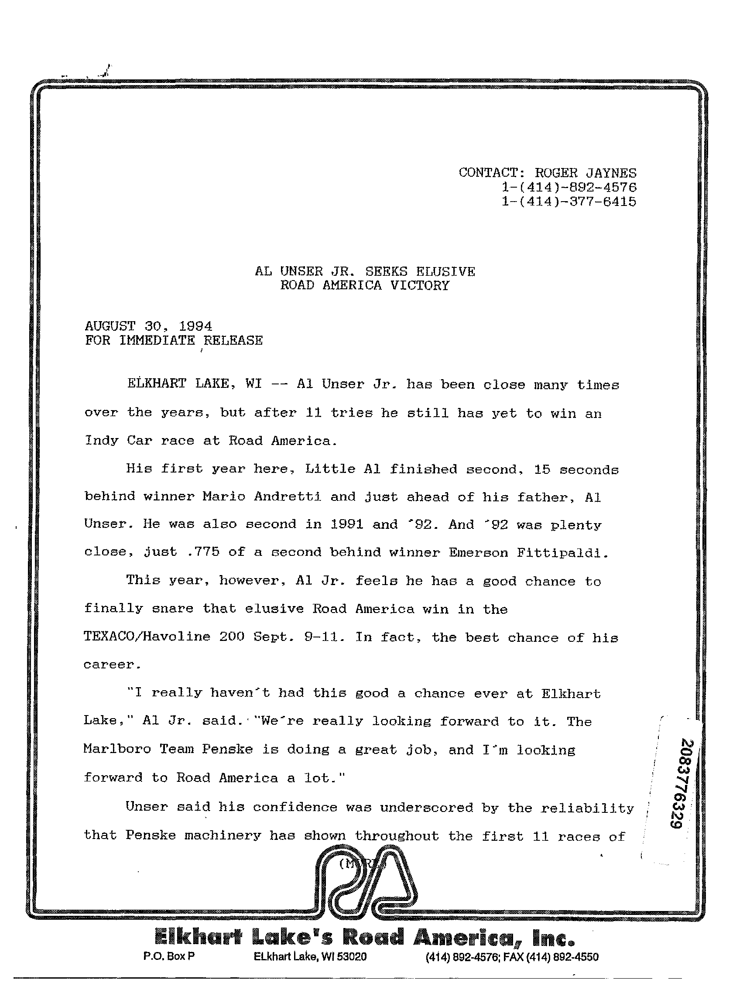 CONTACT: ROGER JAYNES
1-(414)-892-4576
1-(414)-377-6415
AL UNSER JR. SEEKS ELUSIVE
ROAD AMERICA VICTORY
AUGUST 30, 1994
FOR IMMEDIATE RELEASE
ELKHART LAKE, WI -- Al Unser Jr. has been close many times
over the years, but after 11 tries he still has yet to win an
Indy Car race at Road America.
His first year here, Little Al finished second, 15 seconds
behind winner Mario Andretti and just ahead of his father, Al
Unser. He was also second in 1991 and ´92. And ´92 was plenty
close, just .775 of a second behind winner Emerson Fittipaldi.
This year, however, Al Jr. feels he has a good chance to
finally snare that elusive Road America win in the
TEXACO/Havoline 200 Sept. 9-11. In fact, the best chance of his
career.
"I really haven´t had this good a chance ever at Elkhart
Lake," Al Jr. said. "We´re really looking forward to it. The
Marlboro Team Penske is doing a great job, and I´m looking
forward to Road America a lot."
Unser said his confidence was underscored by the reliability
that Penske machinery has shown throughout the first 11 races of
(MORE)
RA
Elkhart Lake's Road America, Inc.
P.O. Box P ELkhart Lake, WI 53020 (414) 892-4576; FAX (414) 892-4550
2083776329